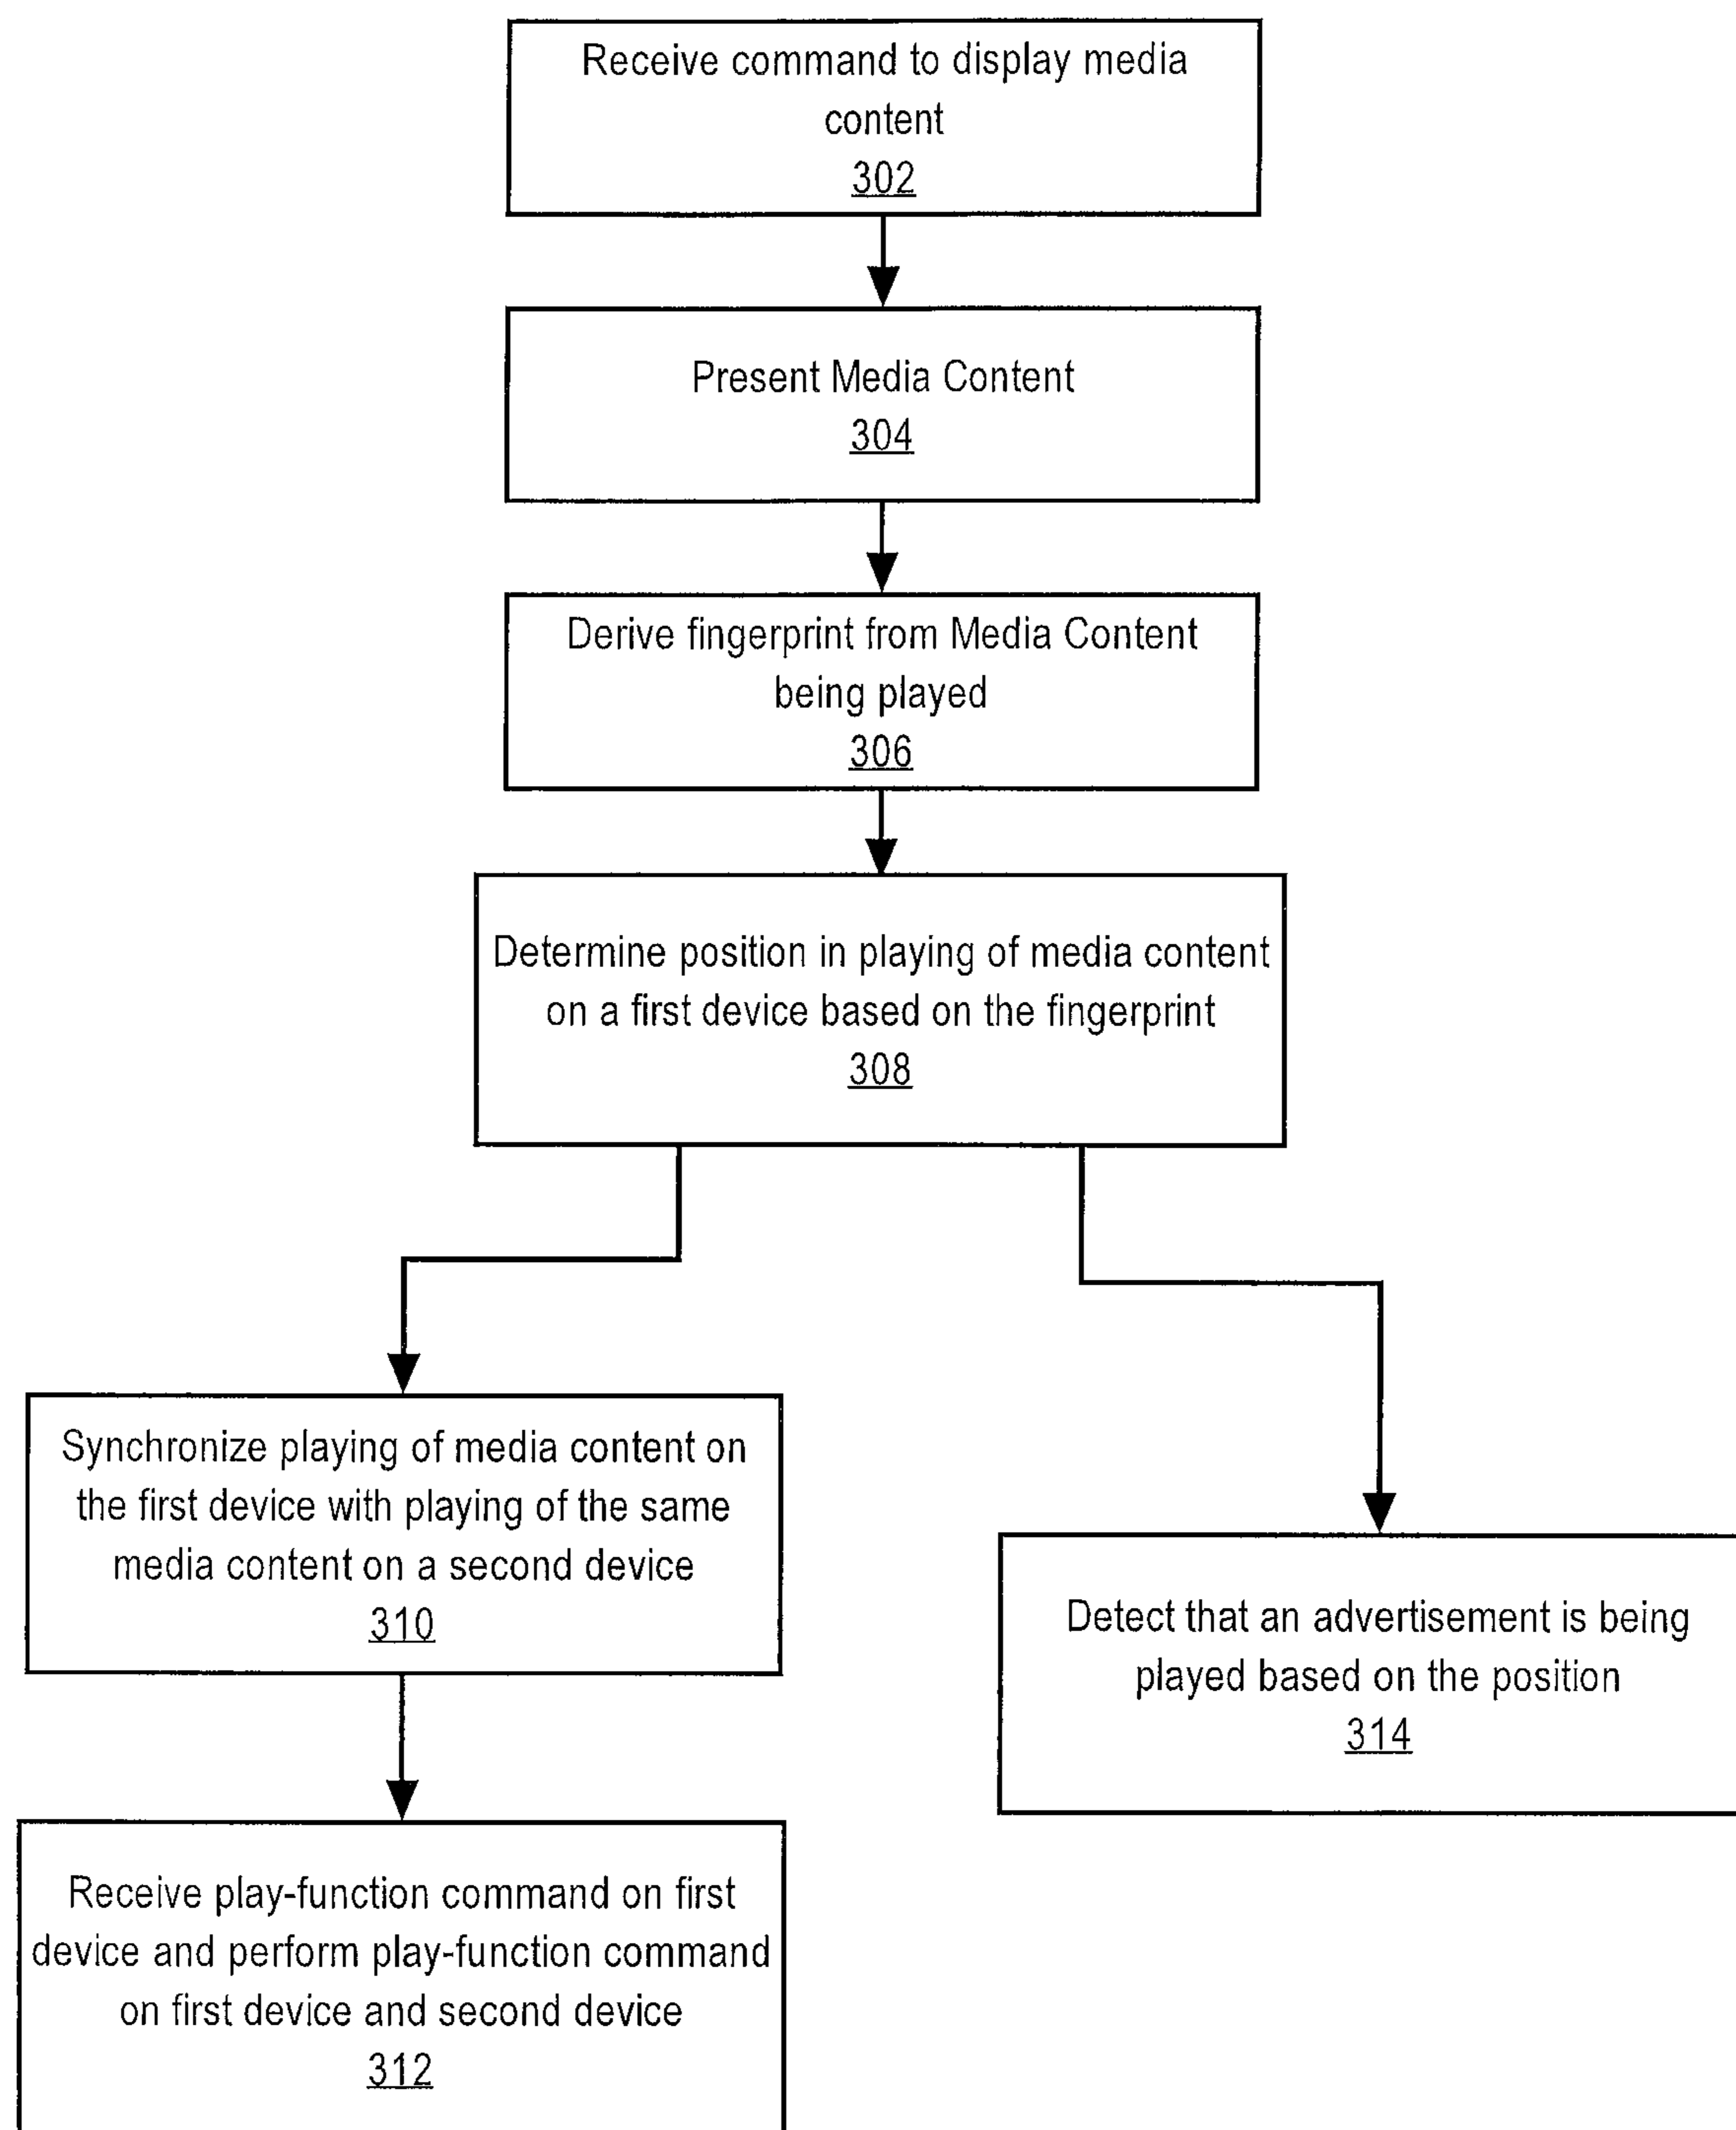 Receive command to display media
content
302
Present Media Content
304
Derive fingerprint from Media Content
being played
306
Determine position in playing of media content
on a first device based on the fingerprint
308
Synchronize playing of media content on
the first device with playing of the same
media content on a second device
310
Receive play-function command on first
device and perform play-function command
on first device and second device
312
Detect that an advertisement is being
played based on the position
314